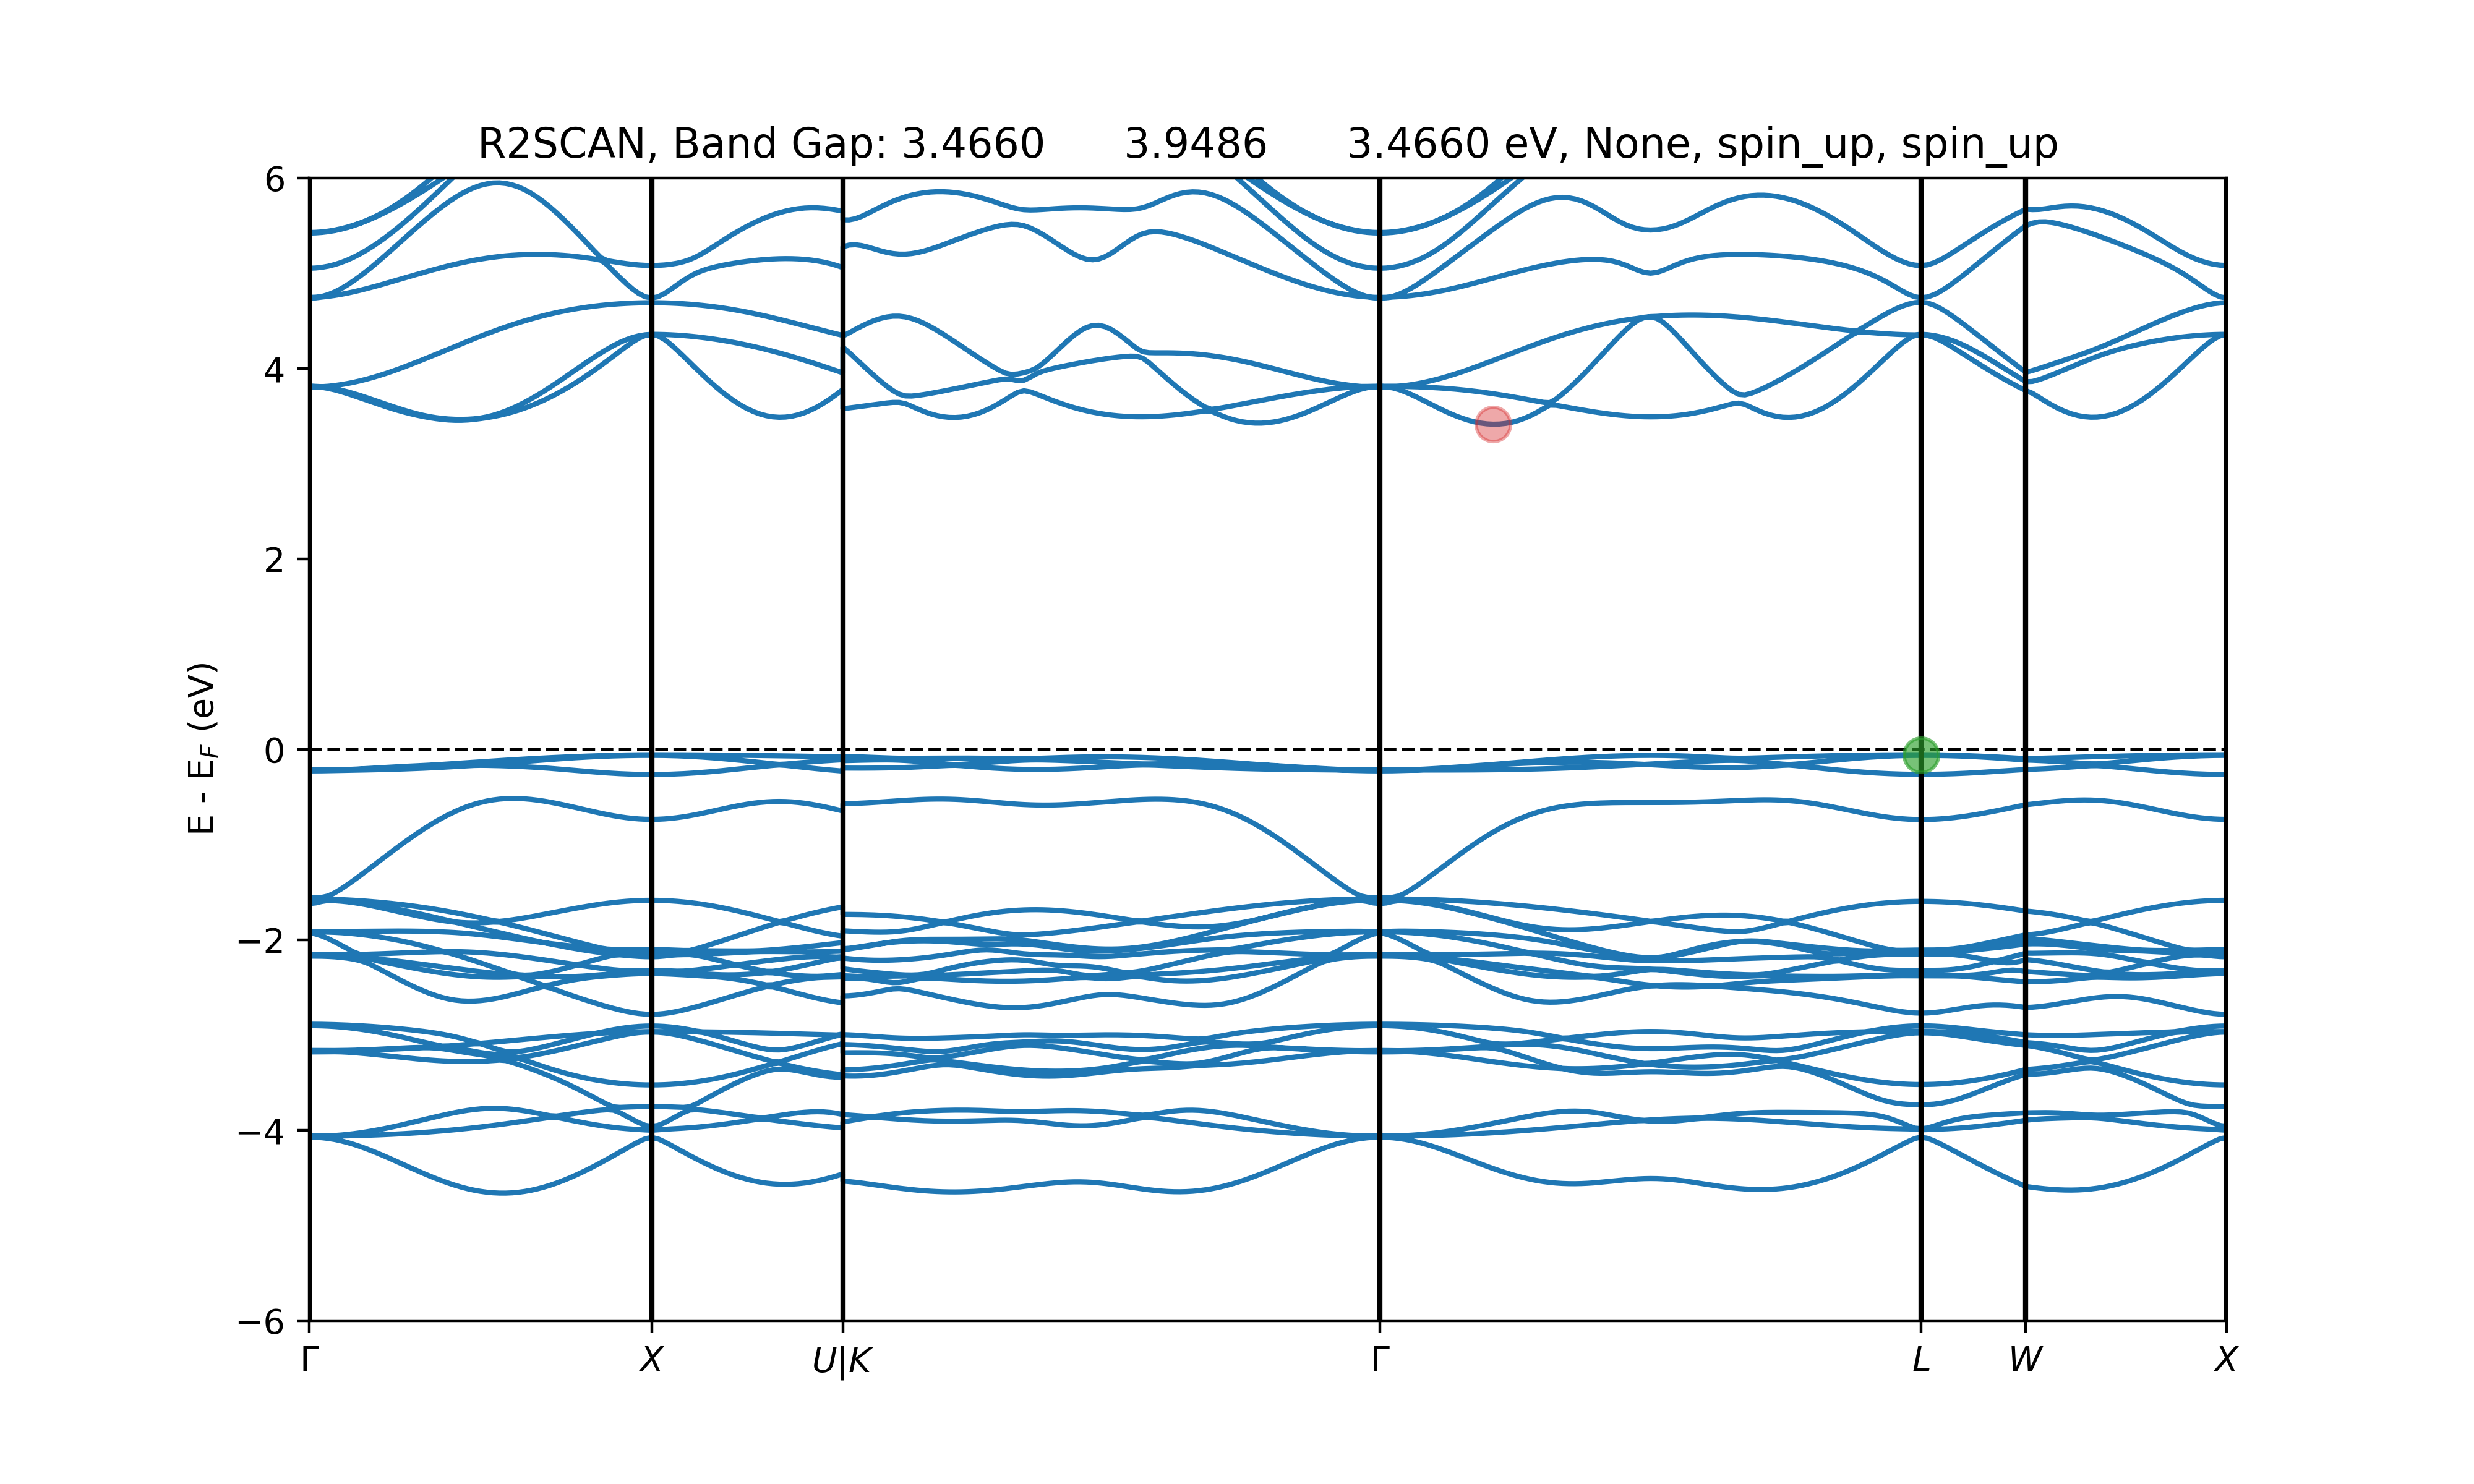 R2SCAN, Band Gap: 3.4660 3.9486 3.4660 eV, None, spin_up, spin_up
E - E_F (eV)
6
4
2
0
−2
−4
−6
Γ X U|K Γ L W X